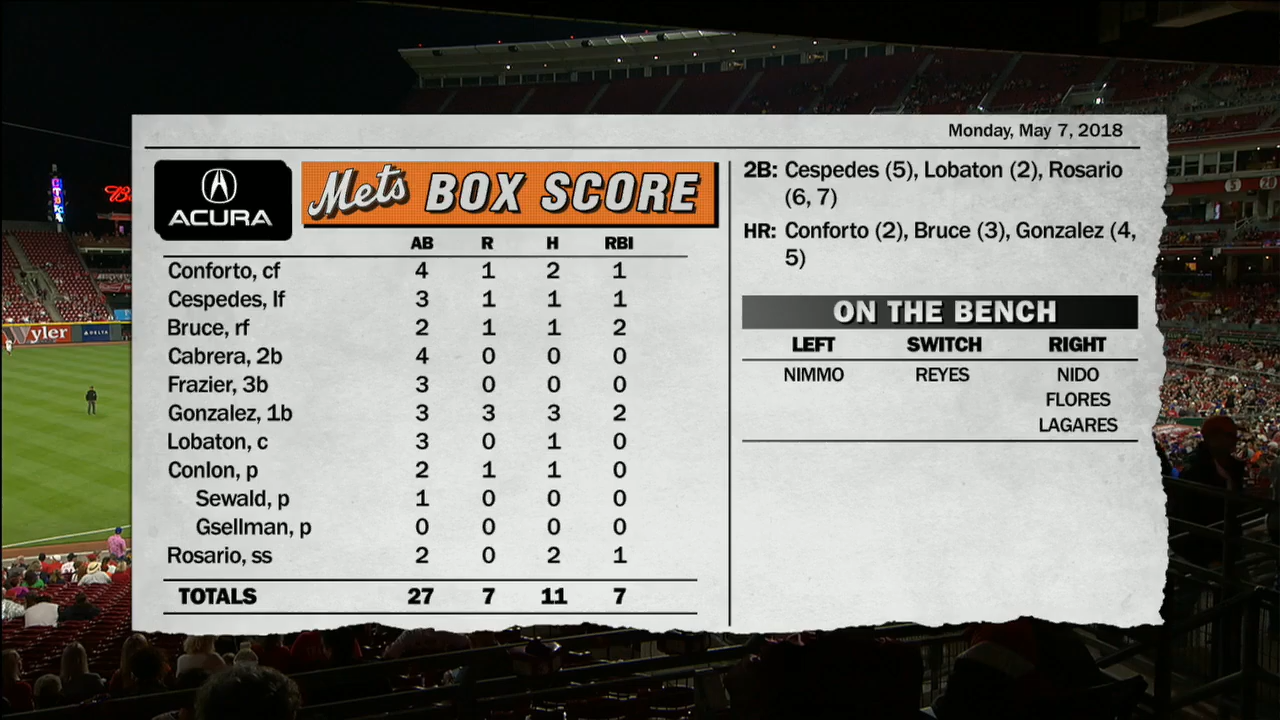 Monday, May 7, 2018
ACURA
Mets BOX SCORE
AB R H RBI
Conforto, cf 4 1 2 1
Cespedes, lf 3 1 1 1
Bruce, rf 2 1 1 2
Cabrera, 2b 4 0 0 0
Frazier, 3b 3 0 0 0
Gonzalez, 1b 3 3 3 2
Lobaton, c 3 0 1 0
Conlon, p 2 1 1 0
Sewald, p 1 0 0 0
Gsellman, p 0 0 0 0
Rosario, ss 2 0 2 1
TOTALS 27 7 11 7
2B: Cespedes (5), Lobaton (2), Rosario
(6, 7)
HR: Conforto (2), Bruce (3), Gonzalez (4,
5)
ON THE BENCH
LEFT SWITCH RIGHT
NIMMO REYES NIDO
FLORES
LAGARES
yler
DELTA